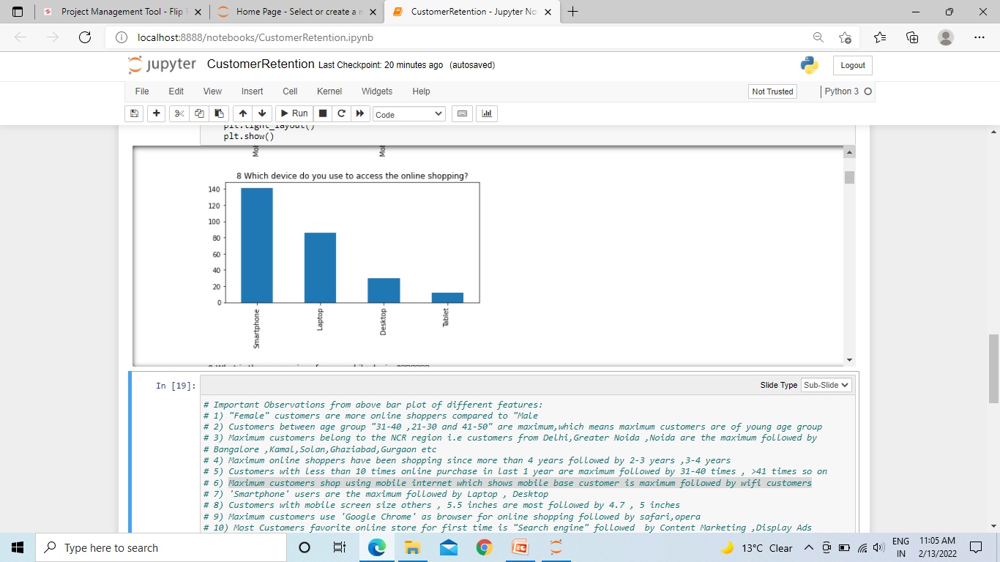 Project Management Tool - Flip
Home Page - Select or create a n
CustomerRetention - Jupyter No
localhost:8888/notebooks/CustomerRetention.ipynb
jupyter CustomerRetention Last Checkpoint: 20 minutes ago (autosaved)
Logout
File Edit View Insert Cell Kernel Widgets Help
Not Trusted
Python 3
Run
Code
plt.tight_layout()
plt.show()
8 Which device do you use to access the online shopping?
140
120
100
80
60
40
20
0
Smartphone
Laptop
Desktop
Tablet
In [19]:
Slide Type Sub-Slide
# Important Observations from above bar plot of different features:
# 1) "Female" customers are more online shoppers compared to "Male
# 2) Customers between age group "31-40 ,21-30 and 41-50" are maximum,which means maximum customers are of young age group
# 3) Maximum customers belong to the NCR region i.e customers from Delhi,Greater Noida ,Noida are the maximum followed by
# Bangalore ,Kamal,Solan,Ghaziabad,Gurgaon etc
# 4) Maximum online shoppers have been shopping since more than 4 years followed by 2-3 years ,3-4 years
# 5) Customers with less than 10 times online purchase in last 1 year are maximum followed by 31-40 times , >41 times so on
# 6) Maximum customers shop using mobile internet which shows mobile base customer is maximum followed by wifi customers
# 7) 'Smartphone' users are the maximum followed by Laptop , Desktop
# 8) Customers with mobile screen size others , 5.5 inches are most followed by 4.7 , 5 inches
# 9) Maximum customers use 'Google Chrome' as browser for online shopping followed by safari,opera
# 10) Most Customers favorite online store for first time is "Search engine" followed  by Content Marketing ,Display Ads
Type here to search
13°C Clear
ENG
IN
11:05 AM
2/13/2022